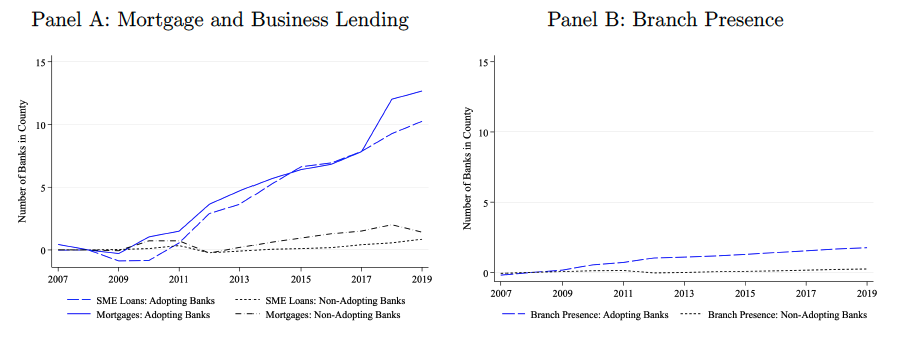 Panel A: Mortgage and Business Lending
Number of Banks in County
15
10
5
0
2007 2009 2011 2013 2015 2017 2019
SME Loans: Adopting Banks SME Loans: Non-Adopting Banks
Mortgages: Adopting Banks Mortgages: Non-Adopting Banks
Panel B: Branch Presence
Number of Banks in County
15
10
5
0
2007 2009 2011 2013 2015 2017 2019
Branch Presence: Adopting Banks Branch Presence: Non-Adopting Banks